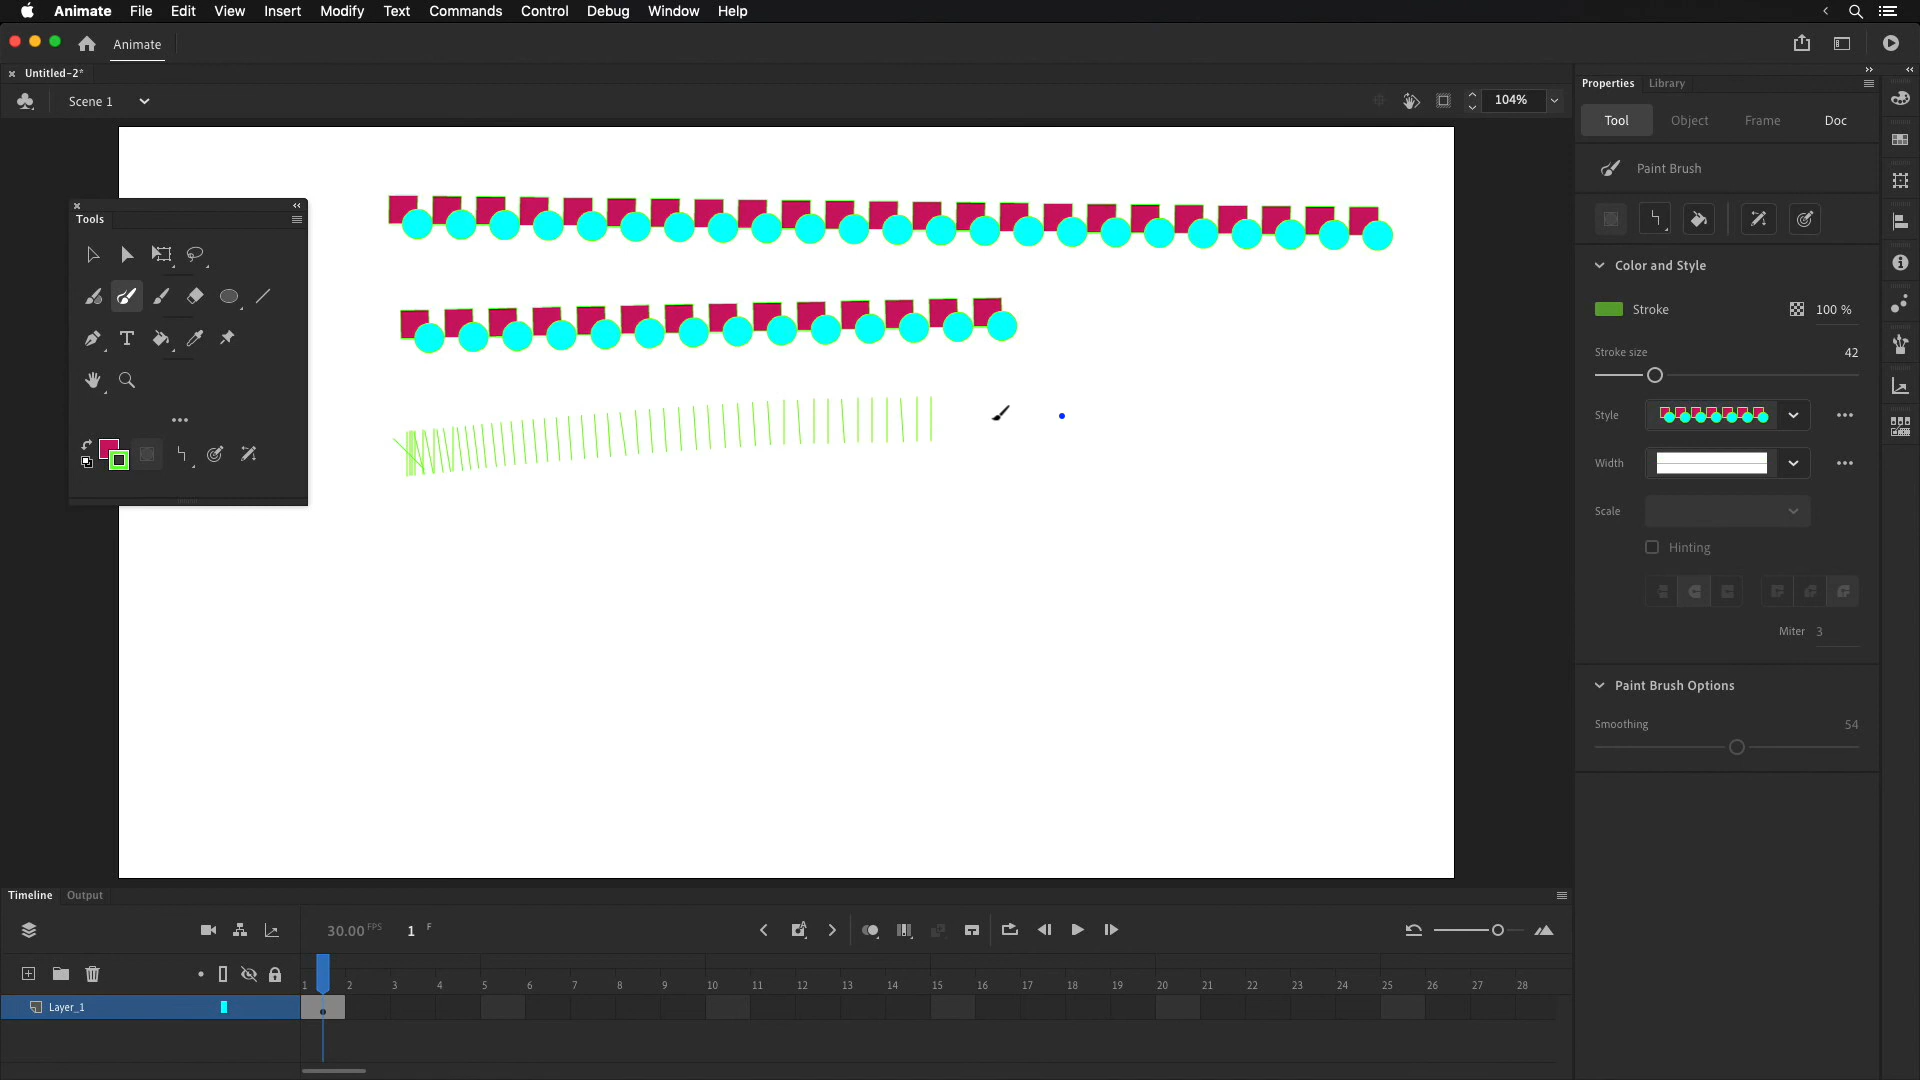 Animate File Edit View Insert Modify Text Commands Control Debug Window Help
Animate
Untitled-2*
Scene 1
104%
Tools
T
Properties Library
Tool Object Frame Doc
Paint Brush
Color and Style
Stroke 100 %
Stroke size 42
Style
Width
Scale
Hinting
Miter 3
Paint Brush Options
Smoothing 54
Timeline Output
30.00 FPS 1 F
1 2 3 4 5 6 7 8 9 10 11 12 13 14 15 16 17 18 19 20 21 22 23 24 25 26 27 28
Layer_1